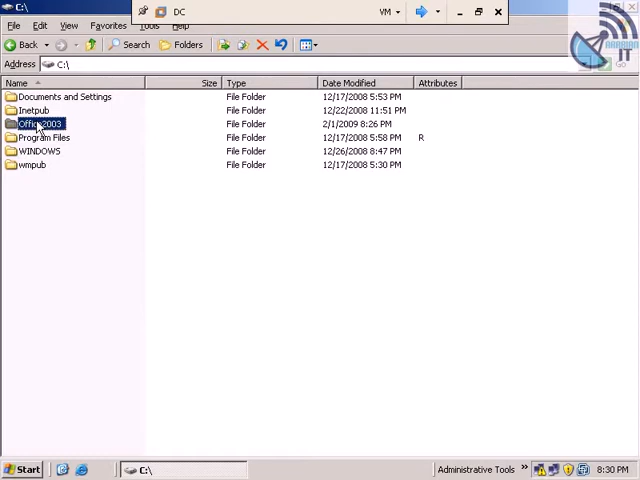 C:\
DC
VM
File Edit View Favorites Tools Help
Back Search Folders
Address C:\ Go
Name Size Type Date Modified Attributes
Documents and Settings File Folder 12/17/2008 5:53 PM
Inetpub File Folder 12/22/2008 11:51 PM
Office2003 File Folder 2/1/2009 8:26 PM
Program Files File Folder 12/17/2008 5:58 PM R
WINDOWS File Folder 12/26/2008 8:47 PM
wmpub File Folder 12/17/2008 5:30 PM
ARABIAN
IT
Start C:\ Administrative Tools » 8:30 PM